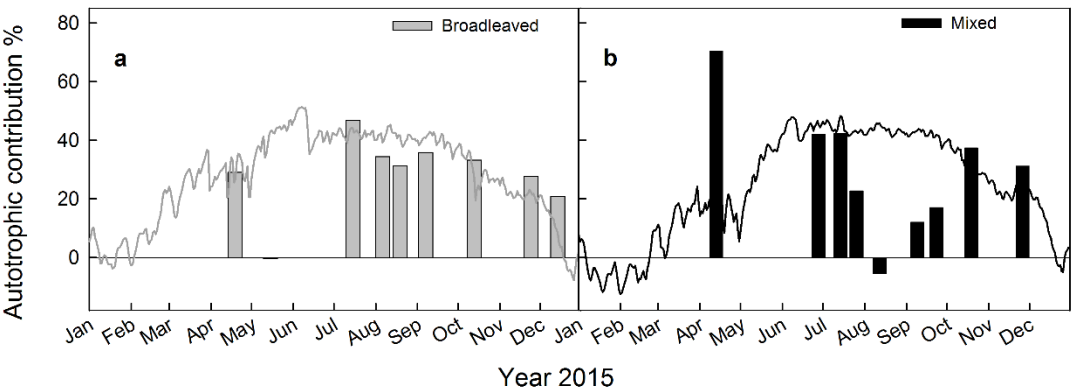 Autotrophic contribution %
80
60
40
20
0
a
Broadleaved
b
Mixed
Jan Feb Mar Apr May Jun Jul Aug Sep Oct Nov Dec Jan Feb Mar Apr May Jun Jul Aug Sep Oct Nov Dec
Year 2015